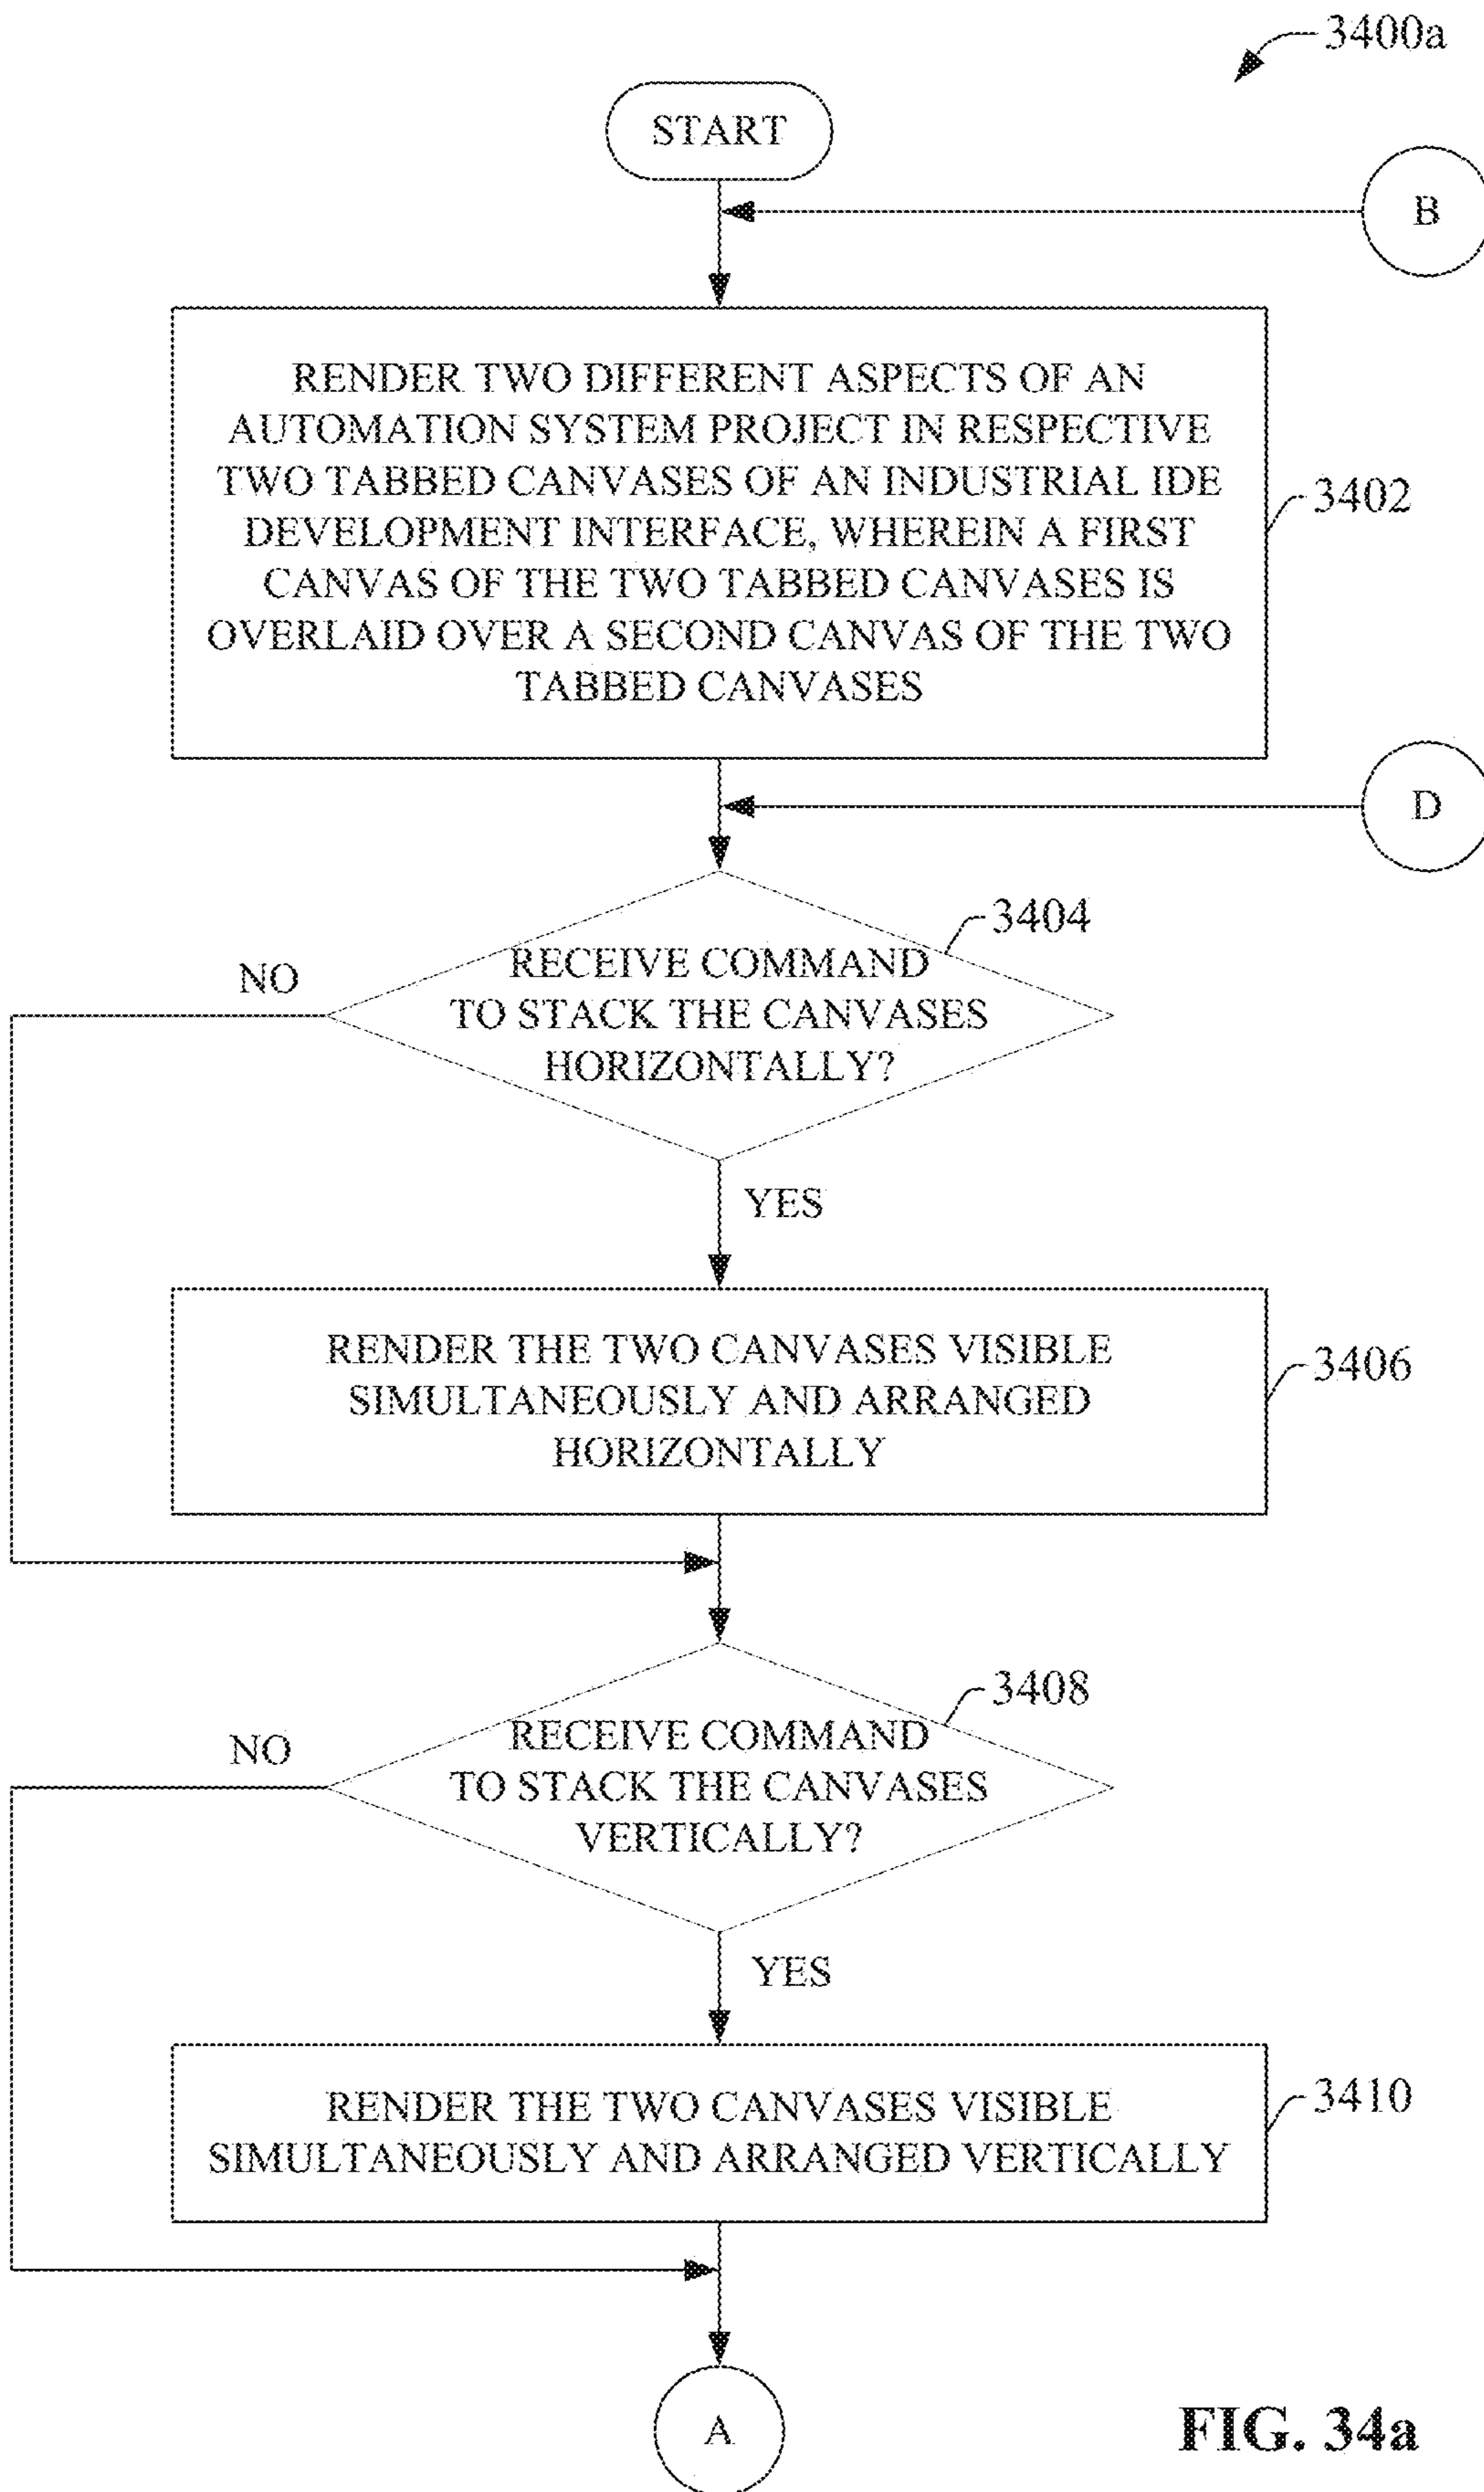 3400a
START
B
RENDER TWO DIFFERENT ASPECTS OF AN
AUTOMATION SYSTEM PROJECT IN RESPECTIVE
TWO TABBED CANVASES OF AN INDUSTRIAL IDE
DEVELOPMENT INTERFACE, WHEREIN A FIRST
CANVAS OF THE TWO TABBED CANVASES IS
OVERLAID OVER A SECOND CANVAS OF THE TWO
TABBED CANVASES
3402
D
3404
RECEIVE COMMAND
TO STACK THE CANVASES
HORIZONTALLY?
NO
YES
RENDER THE TWO CANVASES VISIBLE
SIMULTANEOUSLY AND ARRANGED
HORIZONTALLY
3406
3408
RECEIVE COMMAND
TO STACK THE CANVASES
VERTICALLY?
NO
YES
RENDER THE TWO CANVASES VISIBLE
SIMULTANEOUSLY AND ARRANGED VERTICALLY
3410
A
FIG. 34a